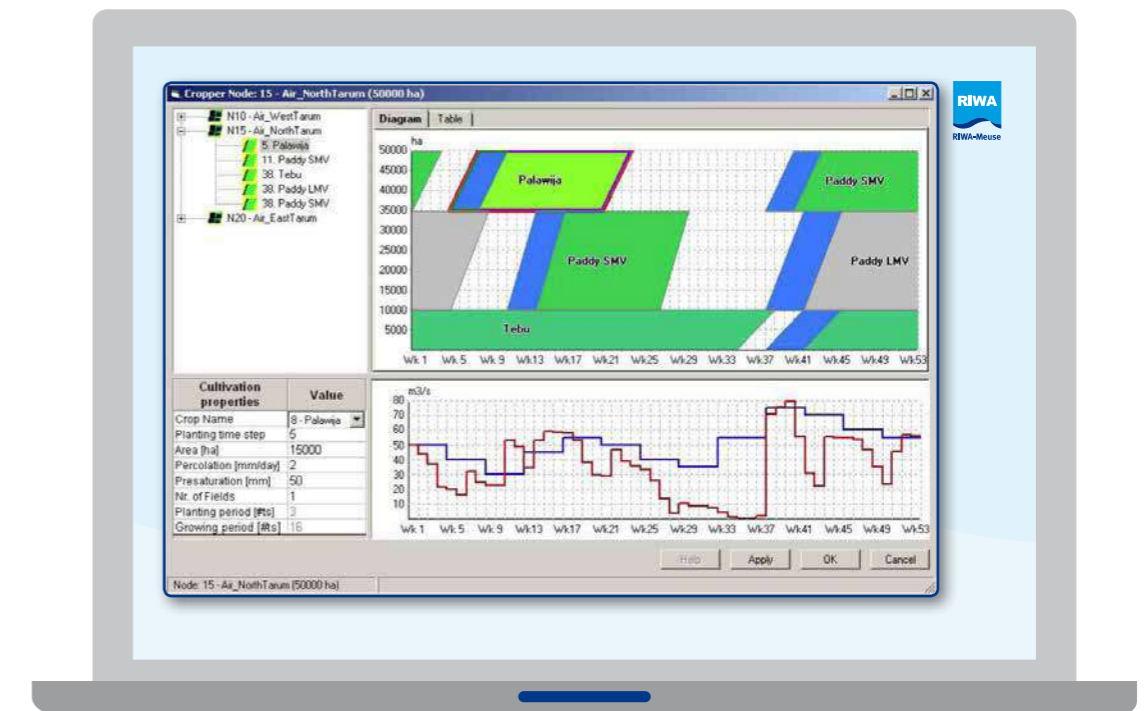 Cropper Node: 15 - Air_NorthTarum (50000 ha)
RIWA
RIWA-Meuse
N10 - Air_WestTarum
N15 - Air_NorthTarum
5. Palawija
11. Paddy SMV
38. Tebu
38. Paddy LMV
38. Paddy SMV
N20 - Air_EastTarum
Diagram Table
ha
50000
45000
40000
35000
30000
25000
20000
15000
10000
5000
Palawija
Paddy SMV
Paddy SMV
Paddy LMV
Tebu
Wk 1 Wk 5 Wk 9 Wk13 Wk17 Wk21 Wk25 Wk29 Wk33 Wk37 Wk41 Wk45 Wk49 Wk53
Cultivation properties Value
Crop Name 8 - Palawija
Planting time step 5
Area [ha] 15000
Percolation [mm/day] 2
Presaturation [mm] 50
Nr. of Fields 1
Planting period [#ts] 3
Growing period [#ts] 16
m3/s
80
70
60
50
40
30
20
10
Wk 1 Wk 5 Wk 9 Wk13 Wk17 Wk21 Wk25 Wk29 Wk33 Wk37 Wk41 Wk45 Wk49 Wk53
Help Apply OK Cancel
Node: 15 - Air_NorthTarum (50000 ha)